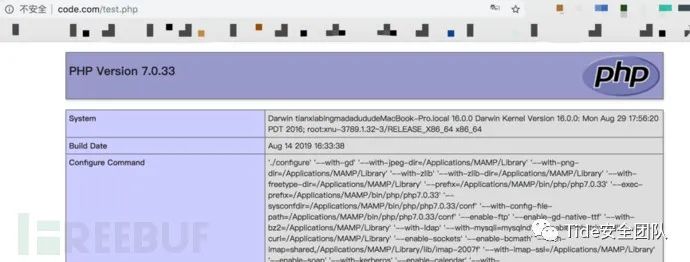 不安全 | code.com/test.php
PHP Version 7.0.33
php
System
Darwin tianxiabingmadadududeMacBook-Pro.local 16.0.0 Darwin Kernel Version 16.0.0: Mon Aug 29 17:56:20
PDT 2016; root:xnu-3789.1.32~3/RELEASE_X86_64 x86_64
Build Date
Aug 14 2019 16:33:38
Configure Command
'./configure' '--with-gd' '--with-jpeg-dir=/Applications/MAMP/Library' '--with-png-
dir=/Applications/MAMP/Library' '--with-zlib' '--with-zlib-dir=/Applications/MAMP/Library' '--with-
freetype-dir=/Applications/MAMP/Library' '--prefix=/Applications/MAMP/bin/php/php7.0.33' '--exec-
prefix=/Applications/MAMP/bin/php/php7.0.33' '--
sysconfdir=/Applications/MAMP/bin/php/php7.0.33/conf' '--with-config-file-
path=/Applications/MAMP/bin/php/php7.0.33/conf' '--enable-ftp' '--enable-gd-native-ttf' '--with-
bz2=/Applications/MAMP/Library' '--with-ldap' '--with-mysqli=mysqlnd'
curl=/Applications/MAMP/Library' '--enable-sockets' '--enable-bcmath'
imap=shared,/Applications/MAMP/Library/lib/imap-2007f' '--with-imap-ssl=/Applications/MAMP/Library'
'--enable-soap' '--with-kerberos' '--enable-calendar'
FREEBUF
Tide安全团队